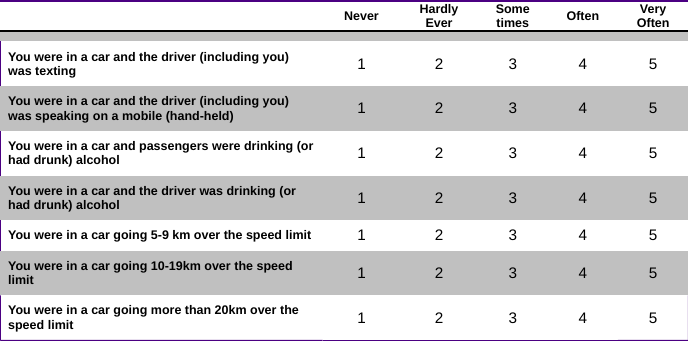 Never Hardly Ever Some times Often Very Often
You were in a car and the driver (including you)
was texting 1 2 3 4 5
You were in a car and the driver (including you)
was speaking on a mobile (hand-held) 1 2 3 4 5
You were in a car and passengers were drinking (or
had drunk) alcohol 1 2 3 4 5
You were in a car and the driver was drinking (or
had drunk) alcohol 1 2 3 4 5
You were in a car going 5-9 km over the speed limit 1 2 3 4 5
You were in a car going 10-19km over the speed
limit 1 2 3 4 5
You were in a car going more than 20km over the
speed limit 1 2 3 4 5